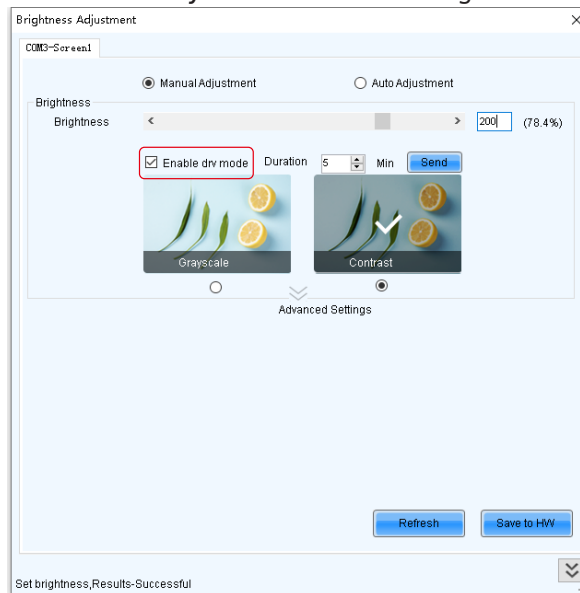 Brightness Adjustment
COM3-Screen1
Manual Adjustment Auto Adjustment
Brightness
Brightness 200 (78.4%)
Enable dry mode Duration 5 Min Send
Grayscale Contrast
Advanced Settings
Refresh Save to HW
Set brightness,Results-Successful